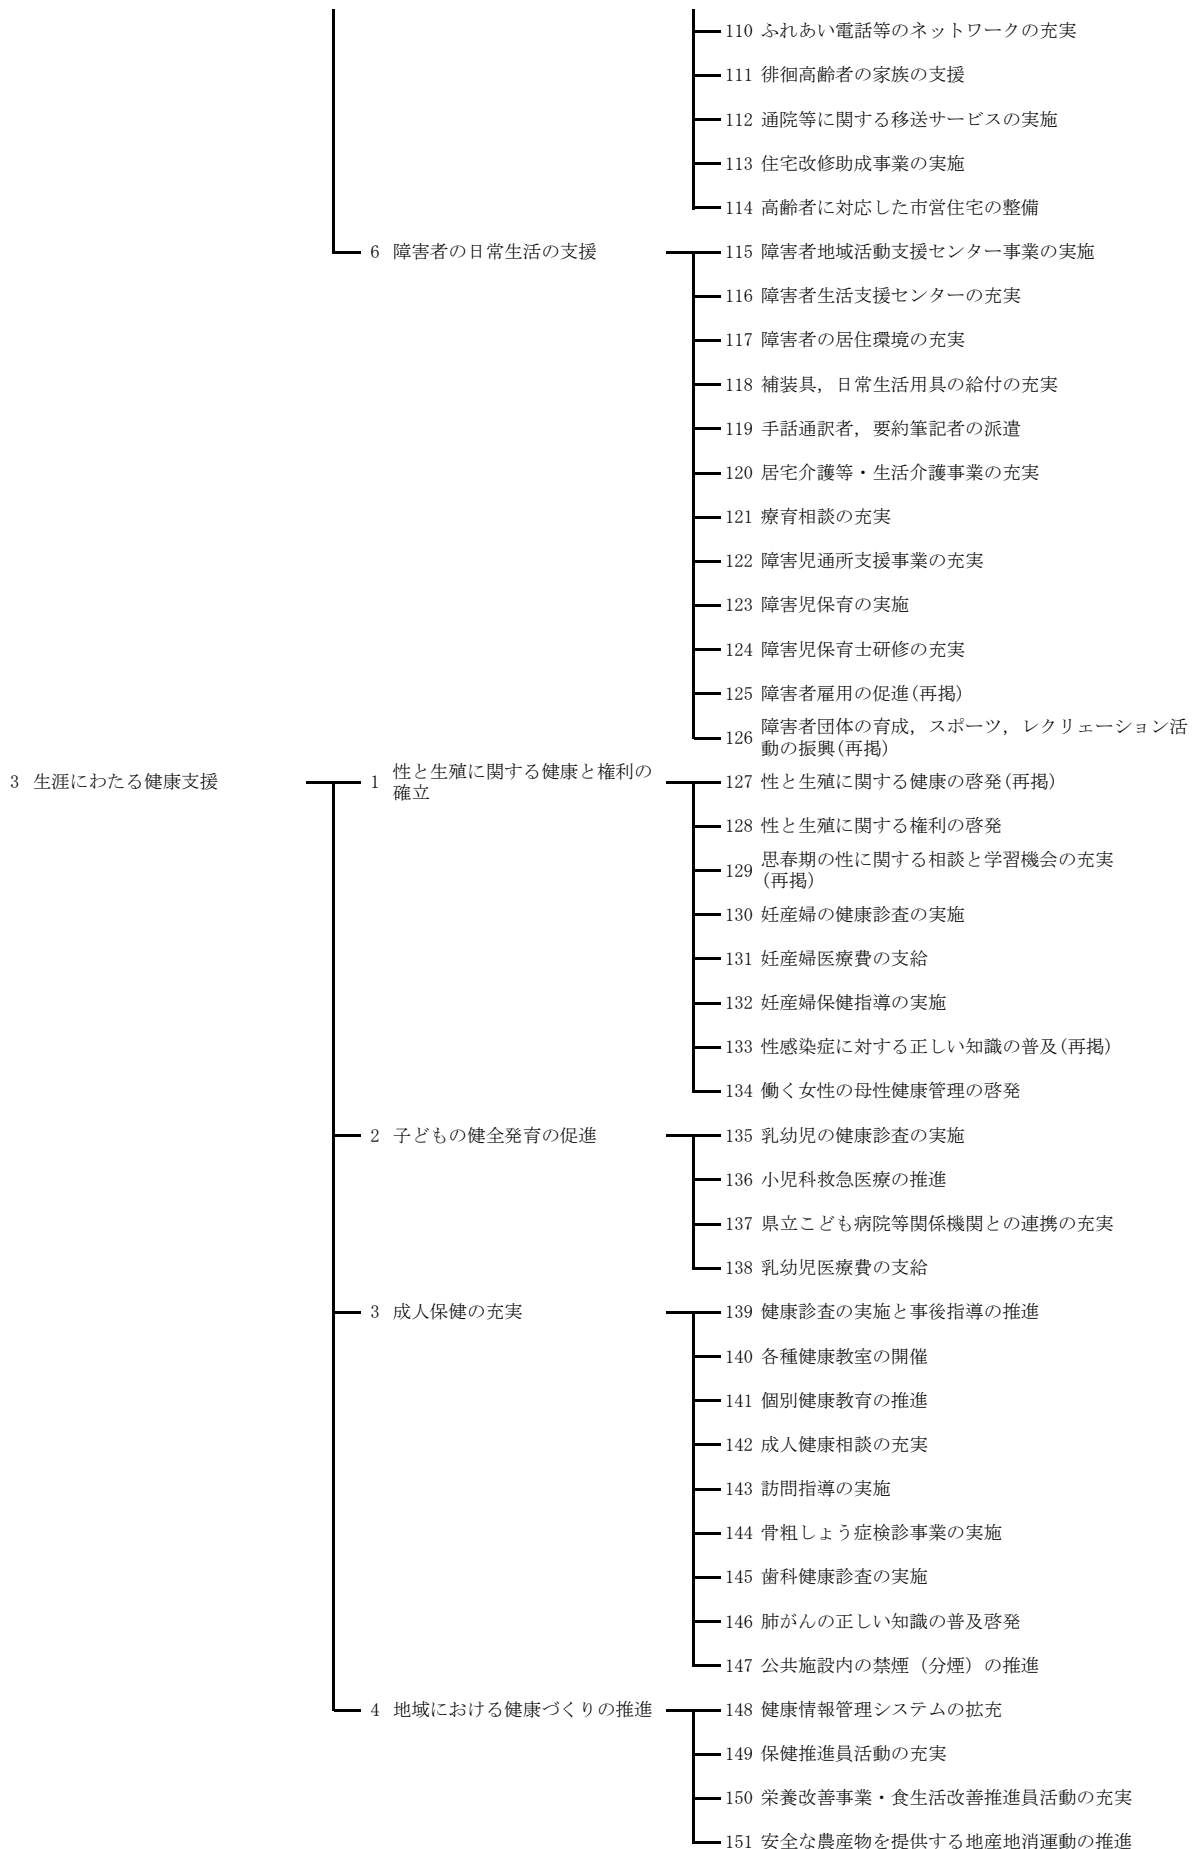 110 ふれあい電話等のネットワークの充実
111 徘徊高齢者の家族の支援
112 通院等に関する移送サービスの実施
113 住宅改修助成事業の実施
114 高齢者に対応した市営住宅の整備
6 障害者の日常生活の支援
115 障害者地域活動支援センター事業の実施
116 障害者生活支援センターの充実
117 障害者の居住環境の充実
118 補装具，日常生活用具の給付の充実
119 手話通訳者，要約筆記者の派遣
120 居宅介護等・生活介護事業の充実
121 療育相談の充実
122 障害児通所支援事業の充実
123 障害児保育の実施
124 障害児保育士研修の充実
125 障害者雇用の促進(再掲)
126 障害者団体の育成，スポーツ，レクリェーション活
動の振興(再掲)
3 生涯にわたる健康支援
1 性と生殖に関する健康と権利の
確立
127 性と生殖に関する健康の啓発(再掲)
128 性と生殖に関する権利の啓発
129 思春期の性に関する相談と学習機会の充実
(再掲)
130 妊産婦の健康診査の実施
131 妊産婦医療費の支給
132 妊産婦保健指導の実施
133 性感染症に対する正しい知識の普及(再掲)
134 働く女性の母性健康管理の啓発
2 子どもの健全発育の促進
135 乳幼児の健康診査の実施
136 小児科救急医療の推進
137 県立こども病院等関係機関との連携の充実
138 乳幼児医療費の支給
3 成人保健の充実
139 健康診査の実施と事後指導の推進
140 各種健康教室の開催
141 個別健康教育の推進
142 成人健康相談の充実
143 訪問指導の実施
144 骨粗しょう症検診事業の実施
145 歯科健康診査の実施
146 肺がんの正しい知識の普及啓発
147 公共施設内の禁煙（分煙）の推進
4 地域における健康づくりの推進
148 健康情報管理システムの拡充
149 保健推進員活動の充実
150 栄養改善事業・食生活改善推進員活動の充実
151 安全な農産物を提供する地産地消運動の推進